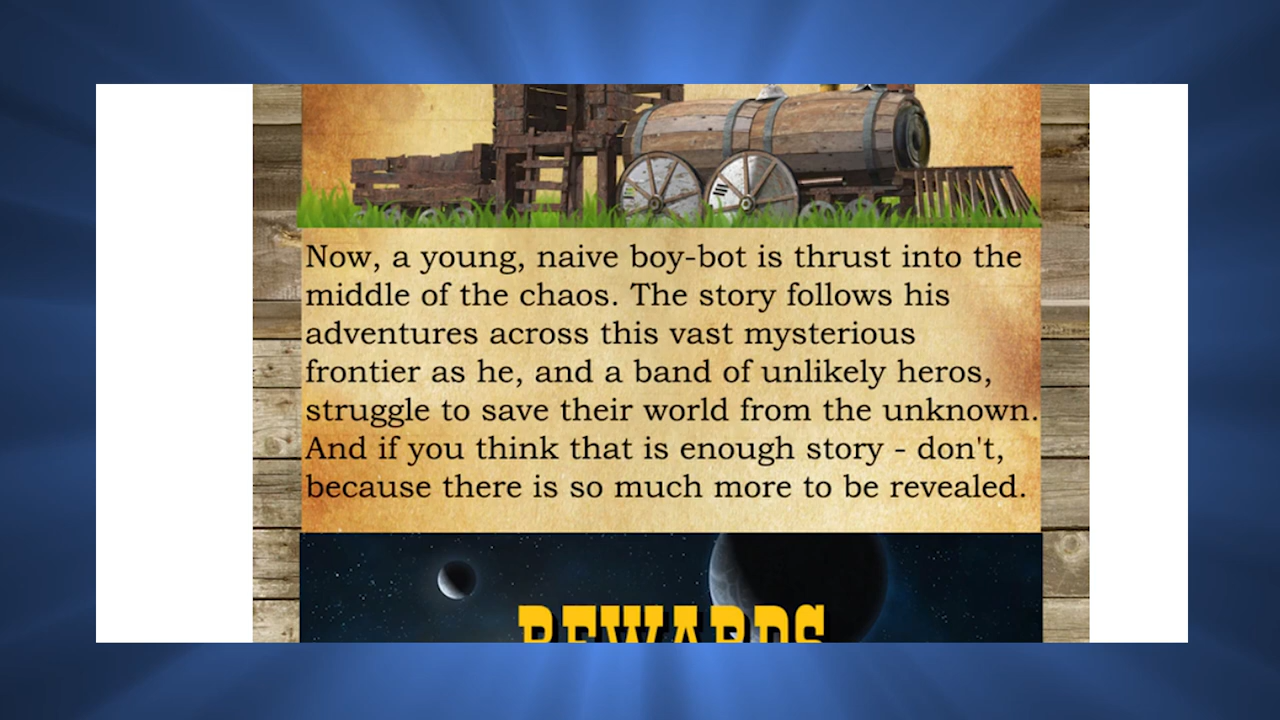 Now, a young, naive boy-bot is thrust into the
middle of the chaos. The story follows his
adventures across this vast mysterious
frontier as he, and a band of unlikely heros,
struggle to save their world from the unknown.
And if you think that is enough story - don't,
because there is so much more to be revealed.
REWARDS